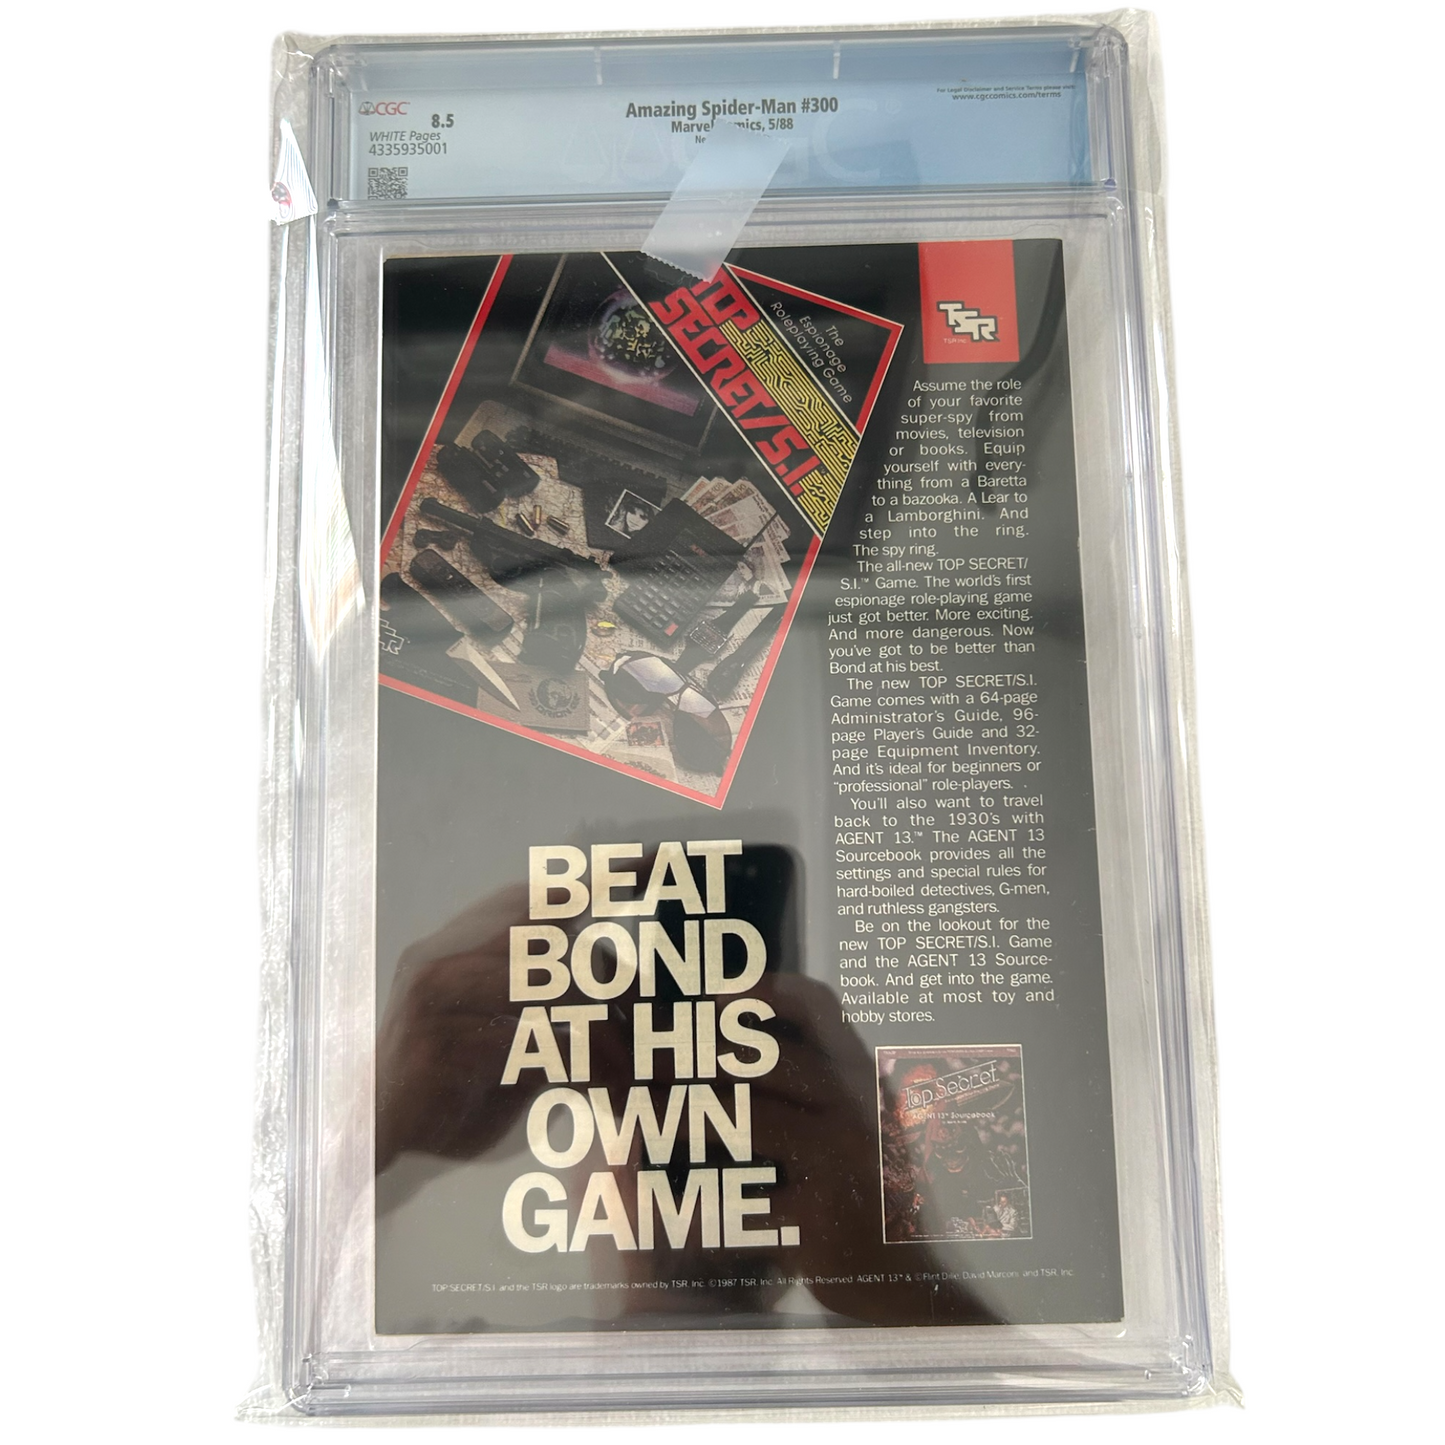 CGC
8.5
WHITE Pages
4335935001
Amazing Spider-Man #300
Marvel Comics, 5/88
For Legal Disclaimer and Service Terms please visit:
www.cgccomics.com/terms
TOP
SECRET/S.I.
The
Espionage
Roleplaying Game
TSR
TSR Inc.
Assume the role
of your favorite
super-spy from
movies, television
or books. Equip
yourself with every-
thing from a Baretta
to a bazooka. A Lear to
a Lamborghini. And
step into the ring.
The spy ring.
The all-new TOP SECRET/
S.I.™ Game. The world's first
espionage role-playing game
just got better. More exciting.
And more dangerous. Now
you've got to be better than
Bond at his best.
The new TOP SECRET/S.I.
Game comes with a 64-page
Administrator's Guide, 96-
page Player's Guide and 32-
page Equipment Inventory.
And it's ideal for beginners or
"professional" role-players.
You'll also want to travel
back to the 1930's with
AGENT 13.™ The AGENT 13
Sourcebook provides all the
settings and special rules for
hard-boiled detectives, G-men,
and ruthless gangsters.
Be on the lookout for the
new TOP SECRET/S.I. Game
and the AGENT 13 Source-
book. And get into the game.
Available at most toy and
hobby stores.
BEAT
BOND
AT HIS
OWN
GAME.
Top Secret
AGENT 13™ Sourcebook
TOP SECRET/S.I. and the TSR logo are trademarks owned by TSR, Inc. ©1987 TSR, Inc. All Rights Reserved. AGENT 13™ & © Flint Dille, David Marconi and TSR, Inc.